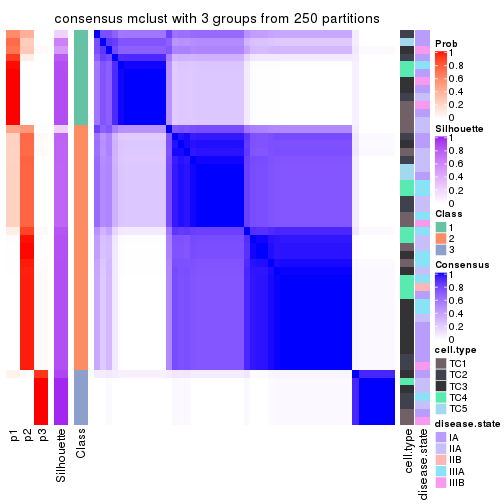 consensus mclust with 3 groups from 250 partitions
Prob
1
0.8
0.6
0.4
0.2
0
Silhouette
1
0.8
0.6
0.4
0.2
0
Class
1
2
3
Consensus
1
0.8
0.6
0.4
0.2
0
cell.type
TC1
TC2
TC3
TC4
TC5
disease.state
IA
IIA
IIB
IIIA
IIIB
p1
p2
p3
Silhouette
Class
cell.type
disease.state